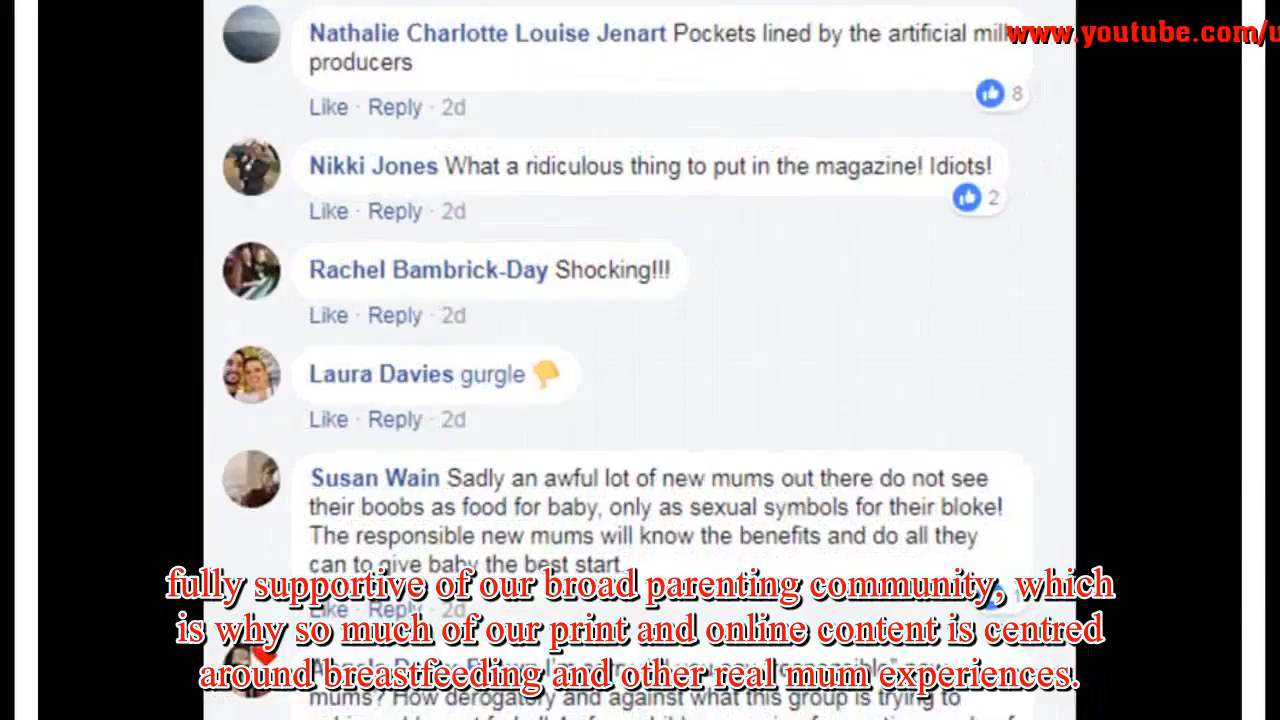 Nathalie Charlotte Louise Jenart Pockets lined by the artificial milk
www.youtube.com/u
producers
Like · Reply · 2d
8
Nikki Jones What a ridiculous thing to put in the magazine! Idiots!
Like · Reply · 2d
2
Rachel Bambrick-Day Shocking!!!
Like · Reply · 2d
Laura Davies gurgle
Like · Reply · 2d
Susan Wain Sadly an awful lot of new mums out there do not see
their boobs as food for baby, only as sexual symbols for their bloke!
The responsible new mums will know the benefits and do all they
can to give baby the best start.
Like · Reply · 2d
fully supportive of our broad parenting community, which
is why so much of our print and online content is centred
around breastfeeding and other real mum experiences.
mums? How derogatory and against what this group is trying to